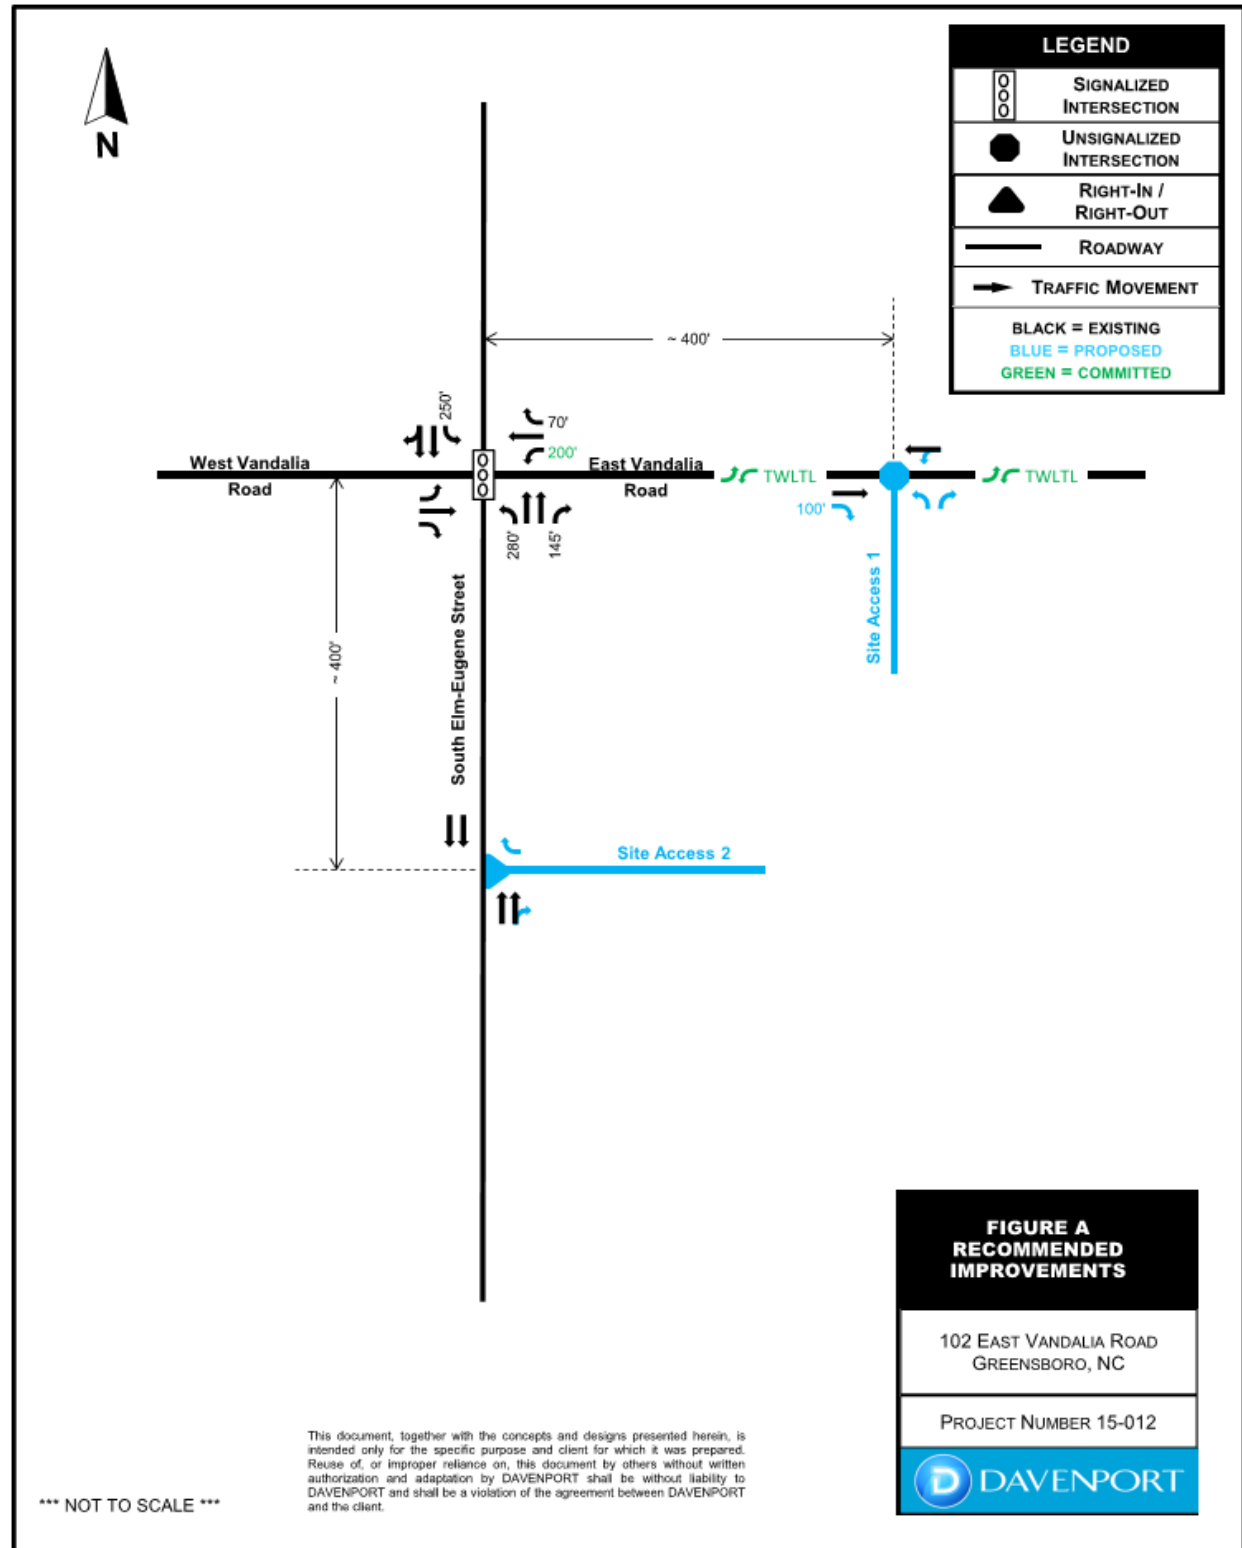 LEGEND
SIGNALIZED
INTERSECTION
UNSIGNALIZED
INTERSECTION
RIGHT-IN /
RIGHT-OUT
ROADWAY
TRAFFIC MOVEMENT
BLACK = EXISTING
BLUE = PROPOSED
GREEN = COMMITTED
N
~ 400'
250'
70'
200'
West Vandalia
Road
East Vandalia
Road
TWLTL
TWLTL
100'
280'
145'
Site Access 1
~ 400'
South Elm-Eugene Street
Site Access 2
FIGURE A
RECOMMENDED
IMPROVEMENTS
102 EAST VANDALIA ROAD
GREENSBORO, NC
PROJECT NUMBER 15-012
D DAVENPORT
This document, together with the concepts and designs presented herein, is
intended only for the specific purpose and client for which it was prepared.
Reuse of, or improper reliance on, this document by others without written
authorization and adaptation by DAVENPORT shall be without liability to
DAVENPORT and shall be a violation of the agreement between DAVENPORT
and the client.
*** NOT TO SCALE ***